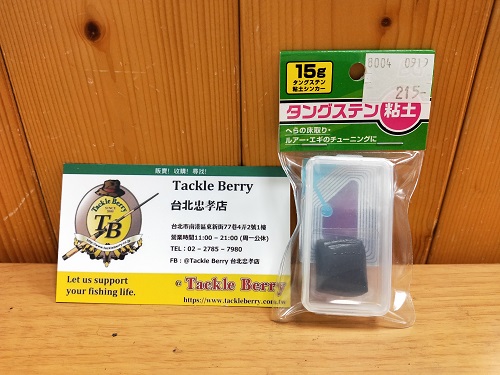 販賣! 收購! 尋找!
Tackle Berry
台北忠孝店
台北市南港區東新街77巷4弄2號1樓
營業時間11:00 – 21:00 (周一公休)
TEL：02 – 2785 – 7980
FB：@Tackle Berry 台北忠孝店
Tackle Berry
TB
Let us support
your fishing life.
@ Tackle Berry
https://www.tackleberry.com.tw
8004 0919
215-
15g
タングステン
粘土シンカー
タングステン粘土
へらの床取り・
ルアー・エギのチューニングに